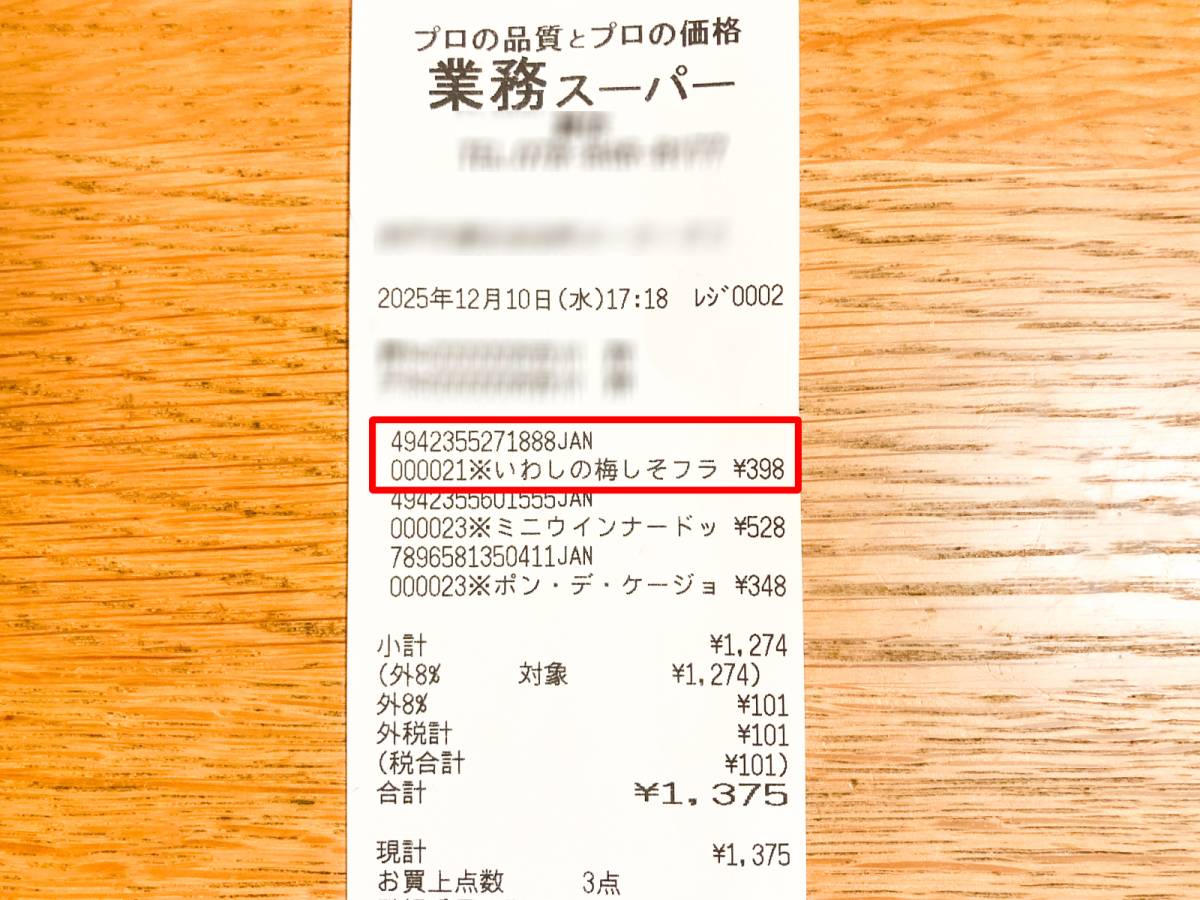 プロの品質とプロの価格
業務スーパー
2025年12月10日(水)17:18 ﾚｼﾞ0002
4942355271888JAN
000021※いわしの梅しそフラ ¥398
4942355601555JAN
000023※ミニウインナードッ ¥528
7896581350411JAN
000023※ポン・デ・ケージョ ¥348
小計 ¥1,274
(外8% 対象 ¥1,274)
外8% ¥101
外税計 ¥101
(税合計 ¥101)
合計 ¥1,375
現計 ¥1,375
お買上点数 3点